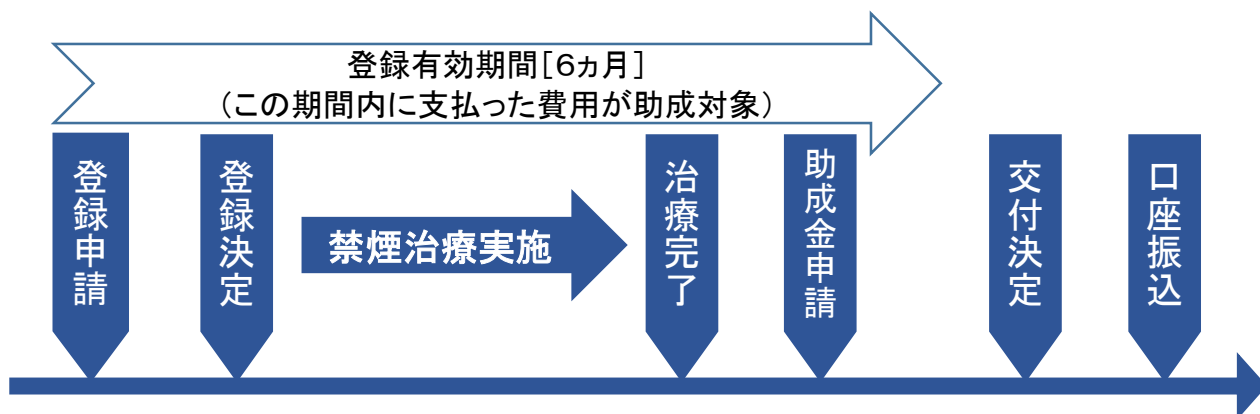 登録有効期間[6ヵ月]
(この期間内に支払った費用が助成対象)
登録申請
登録決定
禁煙治療実施
治療完了
助成金申請
交付決定
口座振込